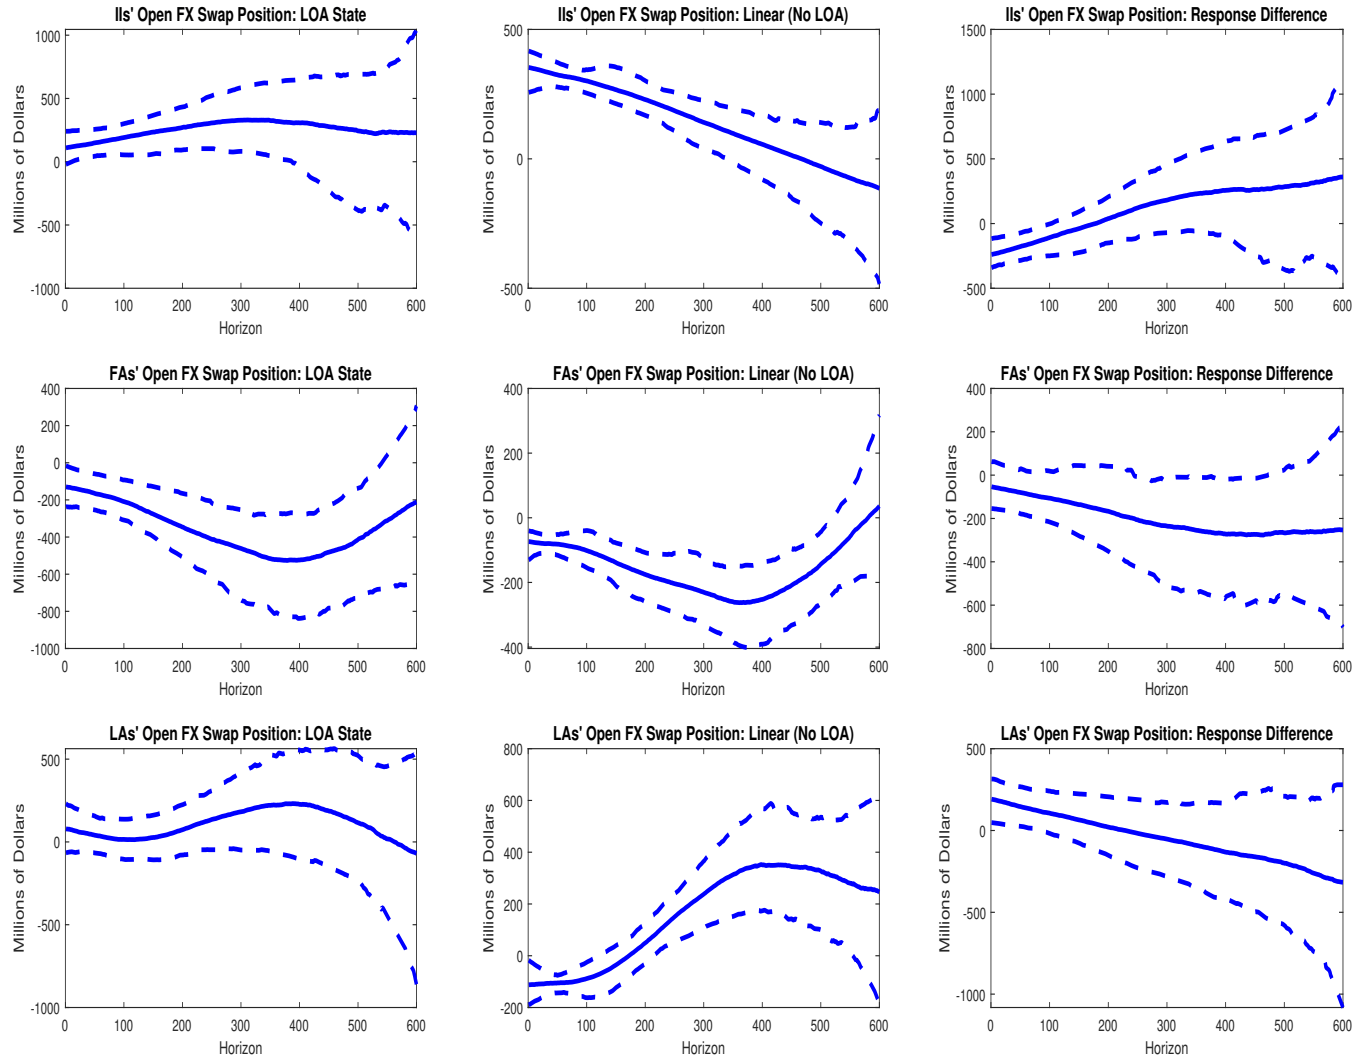 IIs' Open FX Swap Position: LOA State
1000
500
0
-500
-1000
Millions of Dollars
0 100 200 300 400 500 600
Horizon
IIs' Open FX Swap Position: Linear (No LOA)
500
0
-500
Millions of Dollars
0 100 200 300 400 500 600
Horizon
IIs' Open FX Swap Position: Response Difference
1500
1000
500
0
-500
Millions of Dollars
0 100 200 300 400 500 600
Horizon
FAs' Open FX Swap Position: LOA State
400
200
0
-200
-400
-600
-800
-1000
Millions of Dollars
0 100 200 300 400 500 600
Horizon
FAs' Open FX Swap Position: Linear (No LOA)
400
200
0
-200
-400
Millions of Dollars
0 100 200 300 400 500 600
Horizon
FAs' Open FX Swap Position: Response Difference
400
200
0
-200
-400
-600
-800
Millions of Dollars
0 100 200 300 400 500 600
Horizon
LAs' Open FX Swap Position: LOA State
500
0
-500
-1000
Millions of Dollars
0 100 200 300 400 500 600
Horizon
LAs' Open FX Swap Position: Linear (No LOA)
800
600
400
200
0
-200
Millions of Dollars
0 100 200 300 400 500 600
Horizon
LAs' Open FX Swap Position: Response Difference
500
0
-500
-1000
Millions of Dollars
0 100 200 300 400 500 600
Horizon